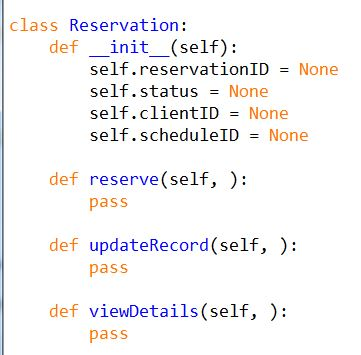 class Reservation:
    def __init__(self):
        self.reservationID = None
        self.status = None
        self.clientID = None
        self.scheduleID = None
    def reserve(self, ):
        pass
    def updateRecord(self, ):
        pass
    def viewDetails(self, ):
        pass